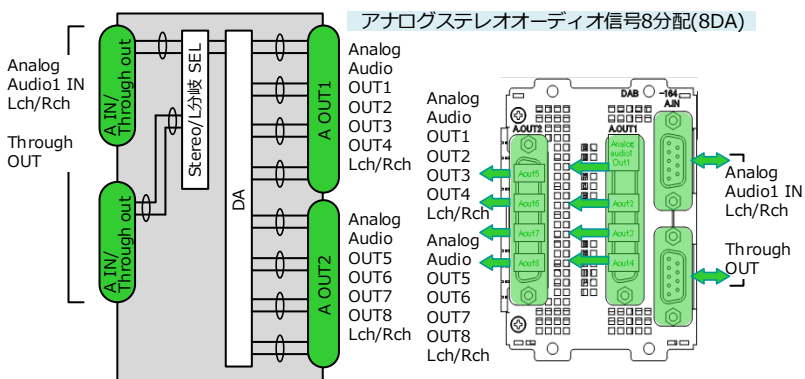 アナログステレオオーディオ信号8分配(8DA)
Analog
Audio1 IN
Lch/Rch
Through
OUT
A IN/
Through out
A IN/
Through out
Stereo/L分岐 SEL
DA
A OUT1
A OUT2
Analog
Audio
OUT1
OUT2
OUT3
OUT4
Lch/Rch
Analog
Audio
OUT5
OUT6
OUT7
OUT8
Lch/Rch
Analog
Audio
OUT1
OUT2
OUT3
OUT4
Lch/Rch
Analog
Audio
OUT5
OUT6
OUT7
OUT8
Lch/Rch
DAB -164
A.IN
A.OUT2
A.OUT1
Analog
audio1
Out1
Aout5
Aout6
Aout7
Aout8
Aout2
Aout3
Aout4
Analog
Audio1 IN
Lch/Rch
Through
OUT